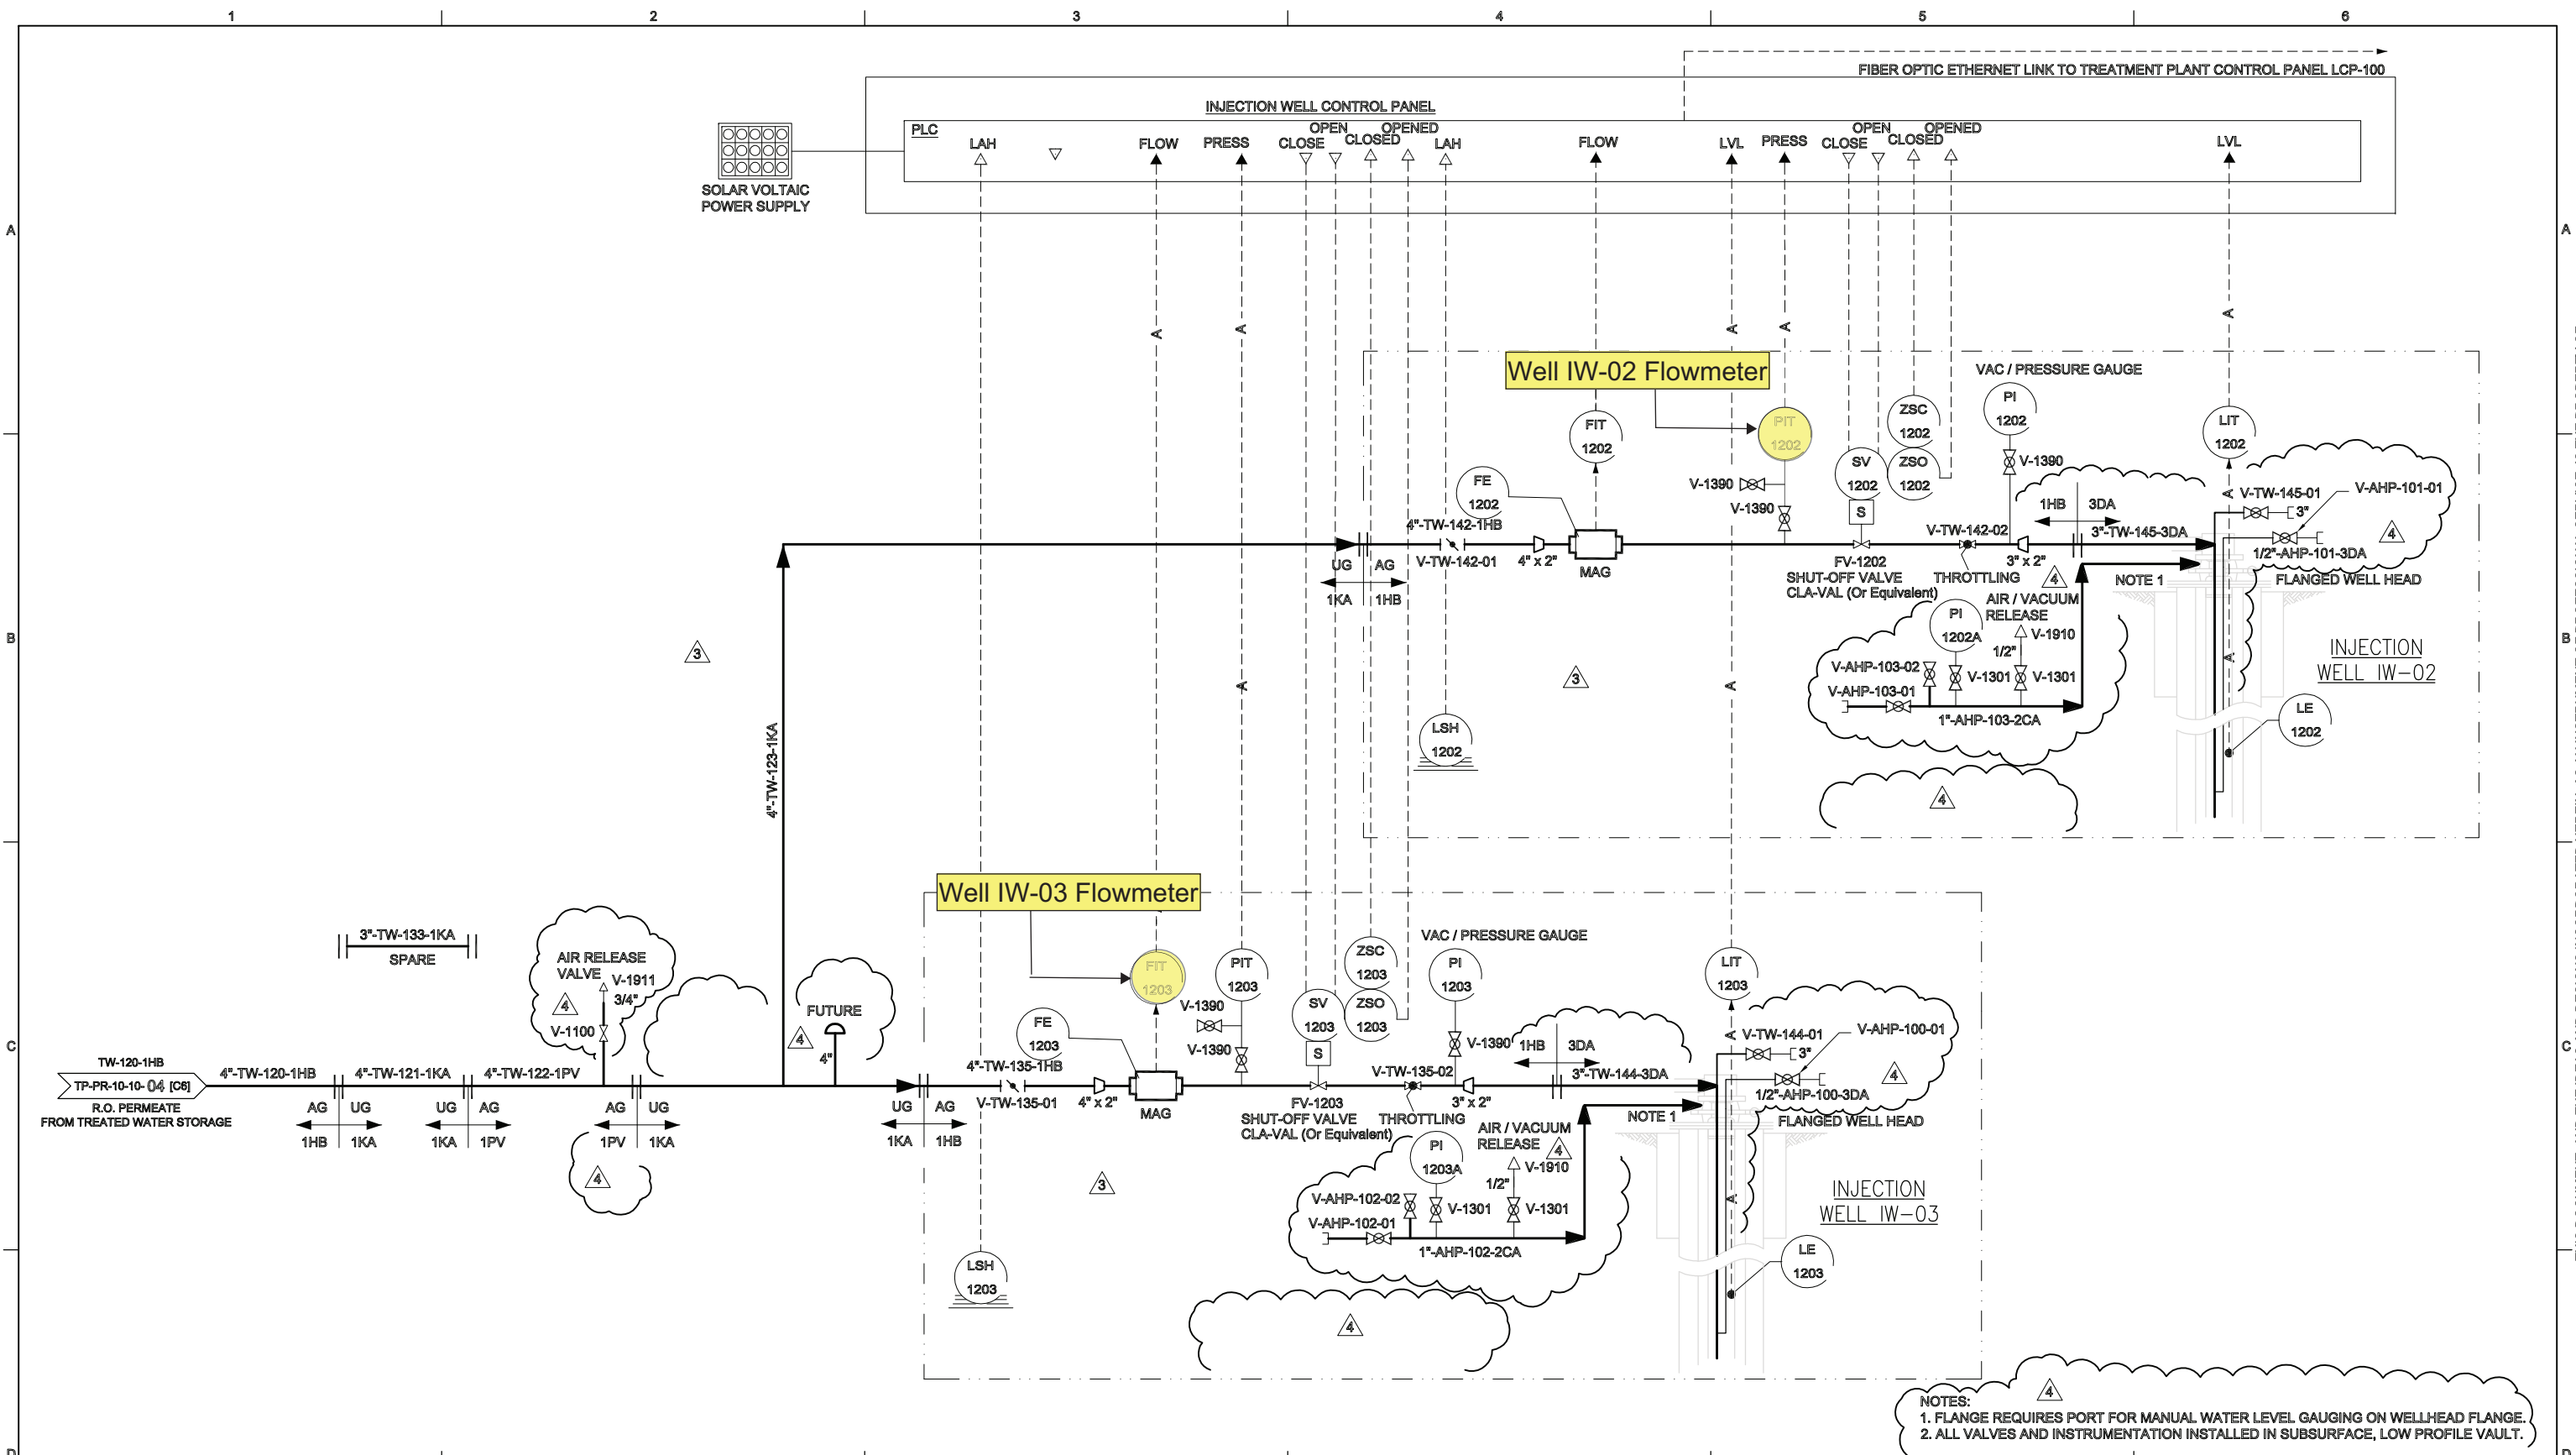 1 2 3 4 5 6
FIBER OPTIC ETHERNET LINK TO TREATMENT PLANT CONTROL PANEL LCP-100
INJECTION WELL CONTROL PANEL
PLC
LAH
FLOW
PRESS
CLOSE
OPEN
CLOSED
OPENED
LAH
FLOW
LVL
PRESS
CLOSE
OPEN
CLOSED
OPENED
LVL
SOLAR VOLTAIC
POWER SUPPLY
A
A
A
A
A
A
A
Well IW-02 Flowmeter
VAC / PRESSURE GAUGE
FIT
1202
PIT
1202
ZSC
1202
PI
1202
LIT
1202
FE
1202
V-1390
V-1390
SV
1202
ZSO
1202
S
V-1390
1HB
3DA
A
V-TW-145-01
V-AHP-101-01
3"
4
4"-TW-142-1HB
V-TW-142-01
4" x 2"
MAG
FV-1202
SHUT-OFF VALVE
CLA-VAL (Or Equivalent)
V-TW-142-02
THROTTLING
3" x 2"
4
3"-TW-145-3DA
NOTE 1
1/2"-AHP-101-3DA
FLANGED WELL HEAD
UG
AG
1KA
1HB
AIR / VACUUM
RELEASE
PI
1202A
V-1910
1/2"
V-AHP-103-02
V-1301
V-1301
V-AHP-103-01
1"-AHP-103-2CA
A
INJECTION
WELL IW-02
LE
1202
B
B
3
3
A
A
LSH
1202
4
4"-TW-123-1KA
Well IW-03 Flowmeter
VAC / PRESSURE GAUGE
3"-TW-133-1KA
SPARE
AIR RELEASE
VALVE
V-1911
3/4"
4
V-1100
FUTURE
4
4"
FIT
1203
PIT
1203
ZSC
1203
PI
1203
LIT
1203
FE
1203
V-1390
V-1390
SV
1203
ZSO
1203
S
V-1390
1HB
3DA
A
V-TW-144-01
V-AHP-100-01
3"
4
C
C
TW-120-1HB
TP-PR-10-10- 04 [C6]
R.O. PERMEATE
FROM TREATED WATER STORAGE
4"-TW-120-1HB
4"-TW-121-1KA
4"-TW-122-1PV
AG
UG
1HB
1KA
UG
AG
1KA
1PV
AG
UG
1PV
1KA
4
UG
AG
1KA
1HB
4"-TW-135-1HB
V-TW-135-01
4" x 2"
MAG
FV-1203
SHUT-OFF VALVE
CLA-VAL (Or Equivalent)
V-TW-135-02
THROTTLING
3" x 2"
3"-TW-144-3DA
NOTE 1
1/2"-AHP-100-3DA
FLANGED WELL HEAD
AIR / VACUUM
RELEASE
4
PI
1203A
V-1910
1/2"
V-AHP-102-02
V-1301
V-1301
V-AHP-102-01
1"-AHP-102-2CA
3
A
INJECTION
WELL IW-03
LE
1203
LSH
1203
4
4
NOTES:
1. FLANGE REQUIRES PORT FOR MANUAL WATER LEVEL GAUGING ON WELLHEAD FLANGE.
2. ALL VALVES AND INSTRUMENTATION INSTALLED IN SUBSURFACE, LOW PROFILE VAULT.